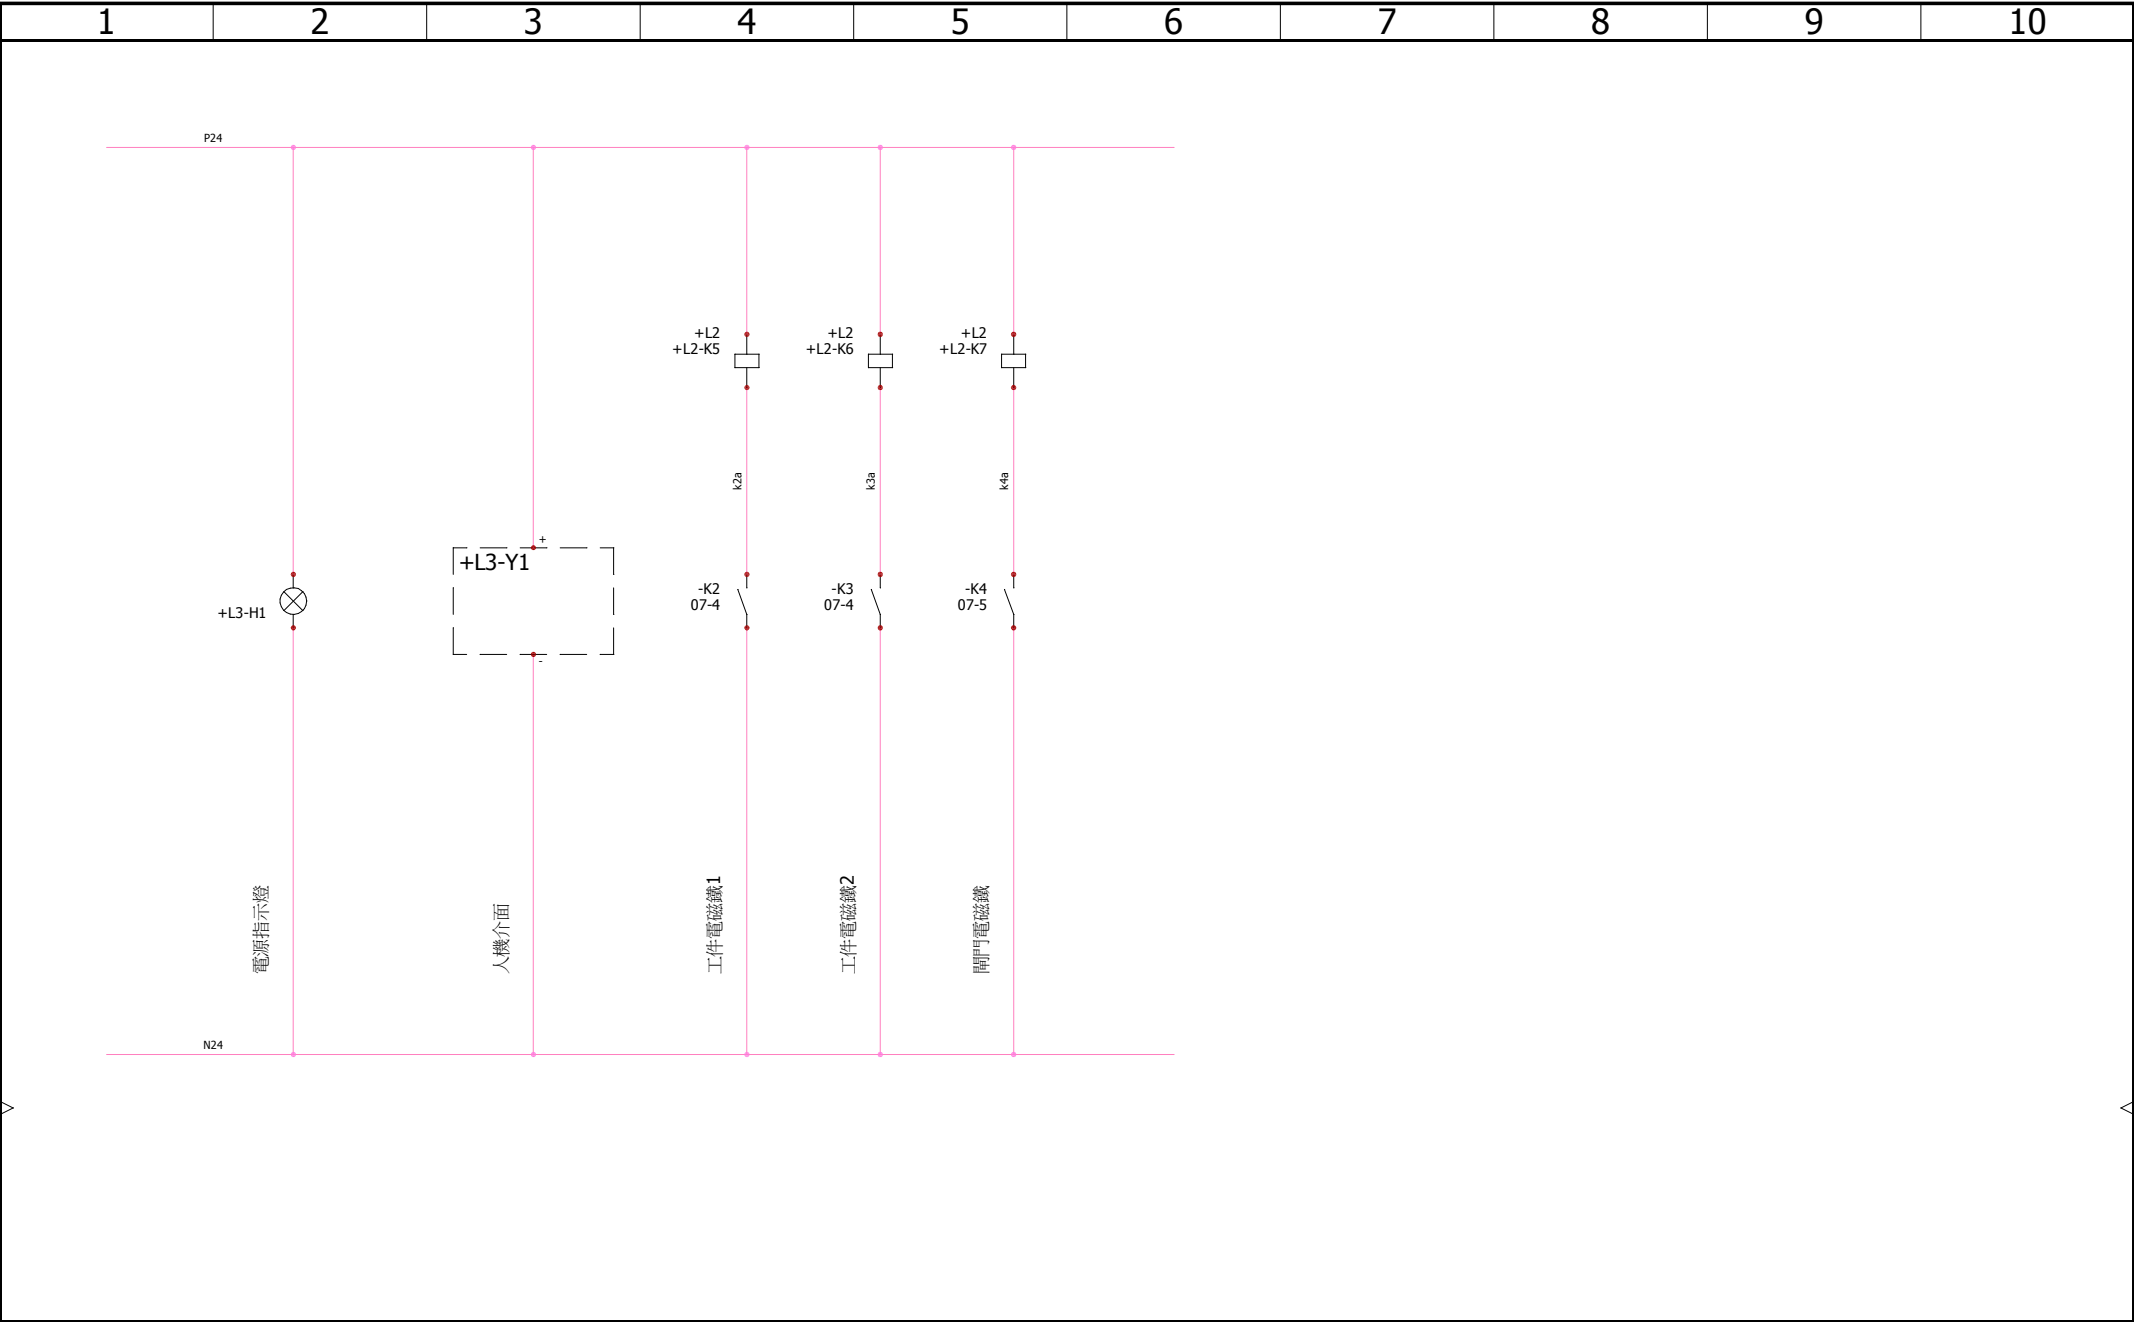 1 2 3 4 5 6 7 8 9 10
P24
+L2
+L2-K5
+L2
+L2-K6
+L2
+L2-K7
k2a
k3a
k4a
+
+L3-Y1
-
+L3-H1
-K2
07-4
-K3
07-4
-K4
07-5
電源指示燈
人機介面
工件電磁鐵1
工件電磁鐵2
閘門電磁鐵
N24